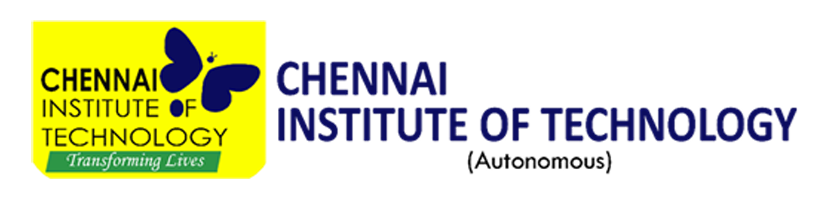 CHENNAI
INSTITUTE OF
TECHNOLOGY
Transforming Lives
CHENNAI
INSTITUTE OF TECHNOLOGY
(Autonomous)